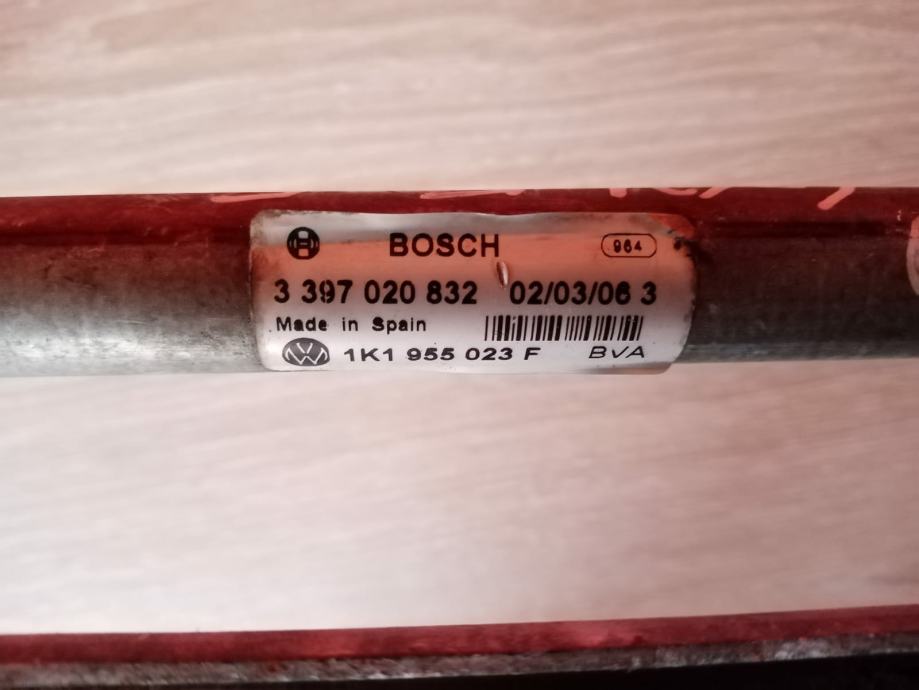 BOSCH 964
3 397 020 832 02/03/06 3
Made in Spain
1K1 955 023 F BVA